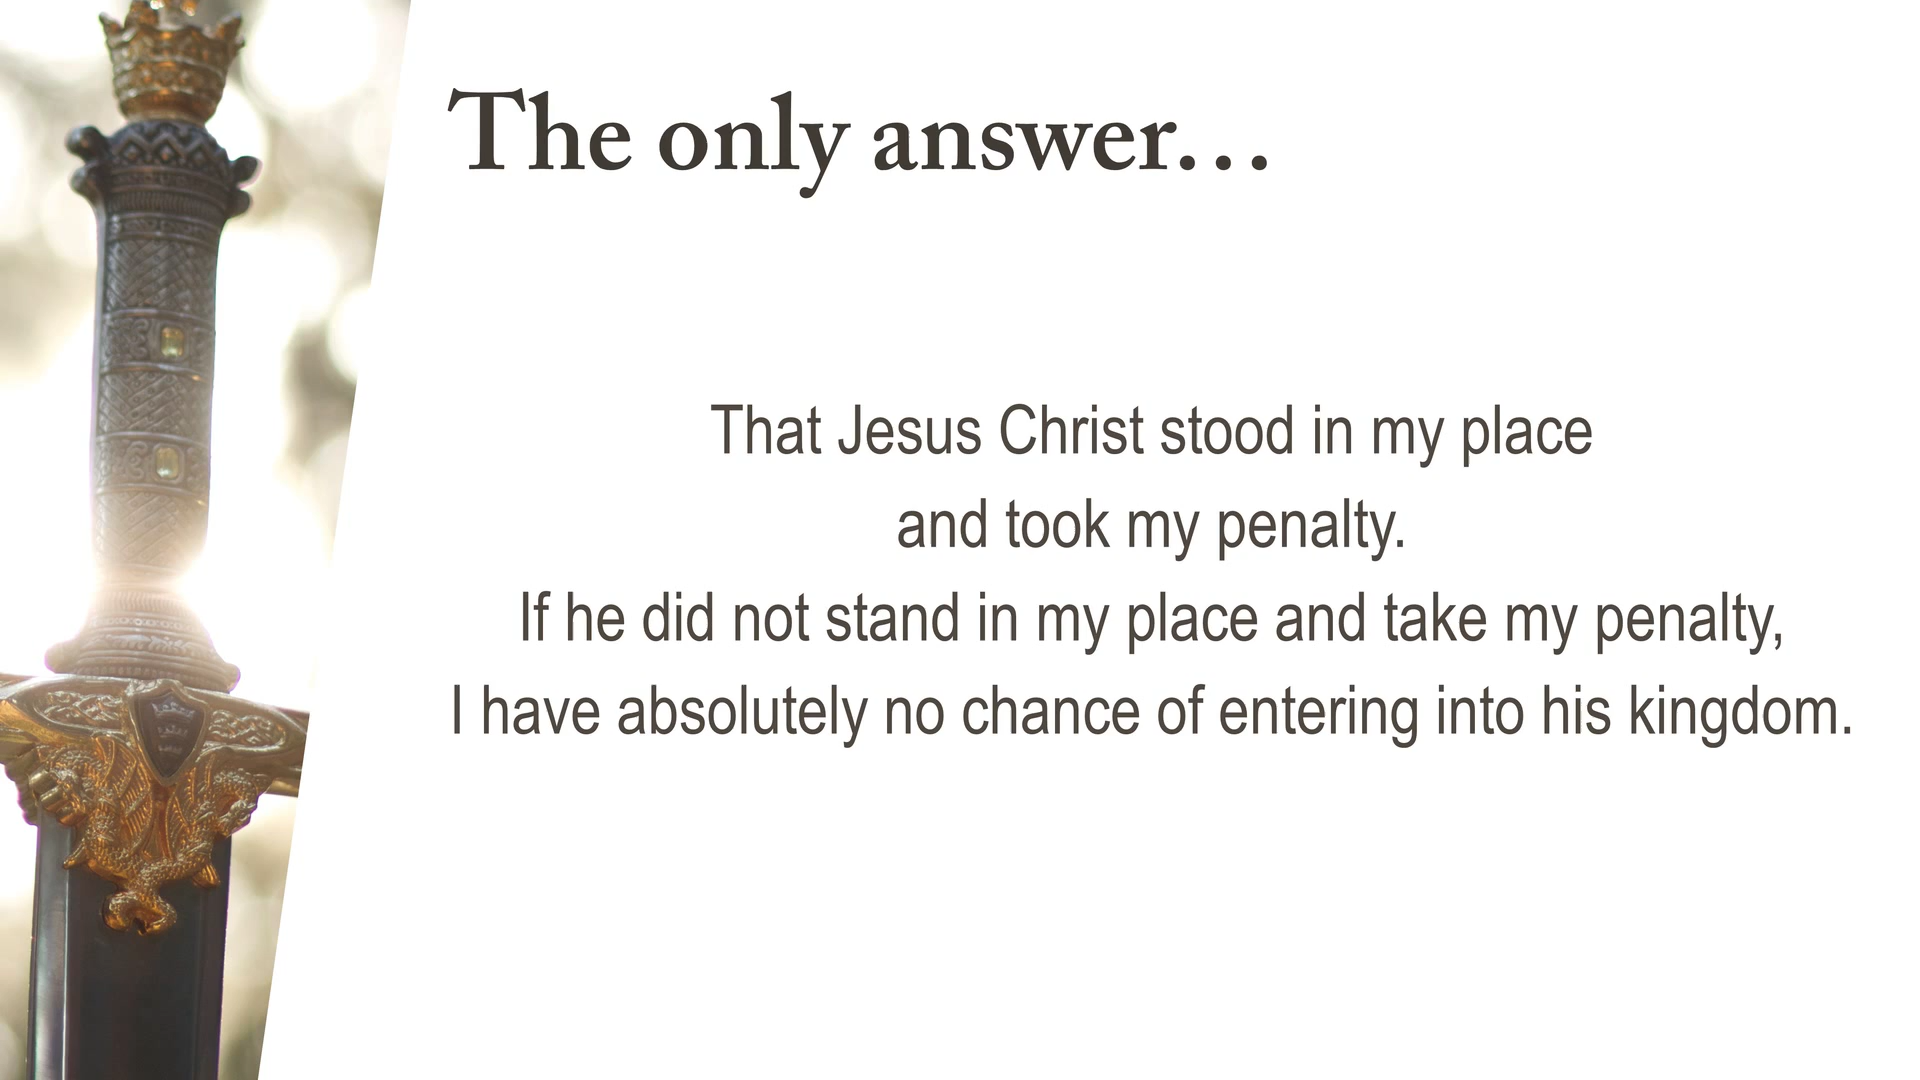 The only answer…
That Jesus Christ stood in my place
and took my penalty.
If he did not stand in my place and take my penalty,
I have absolutely no chance of entering into his kingdom.